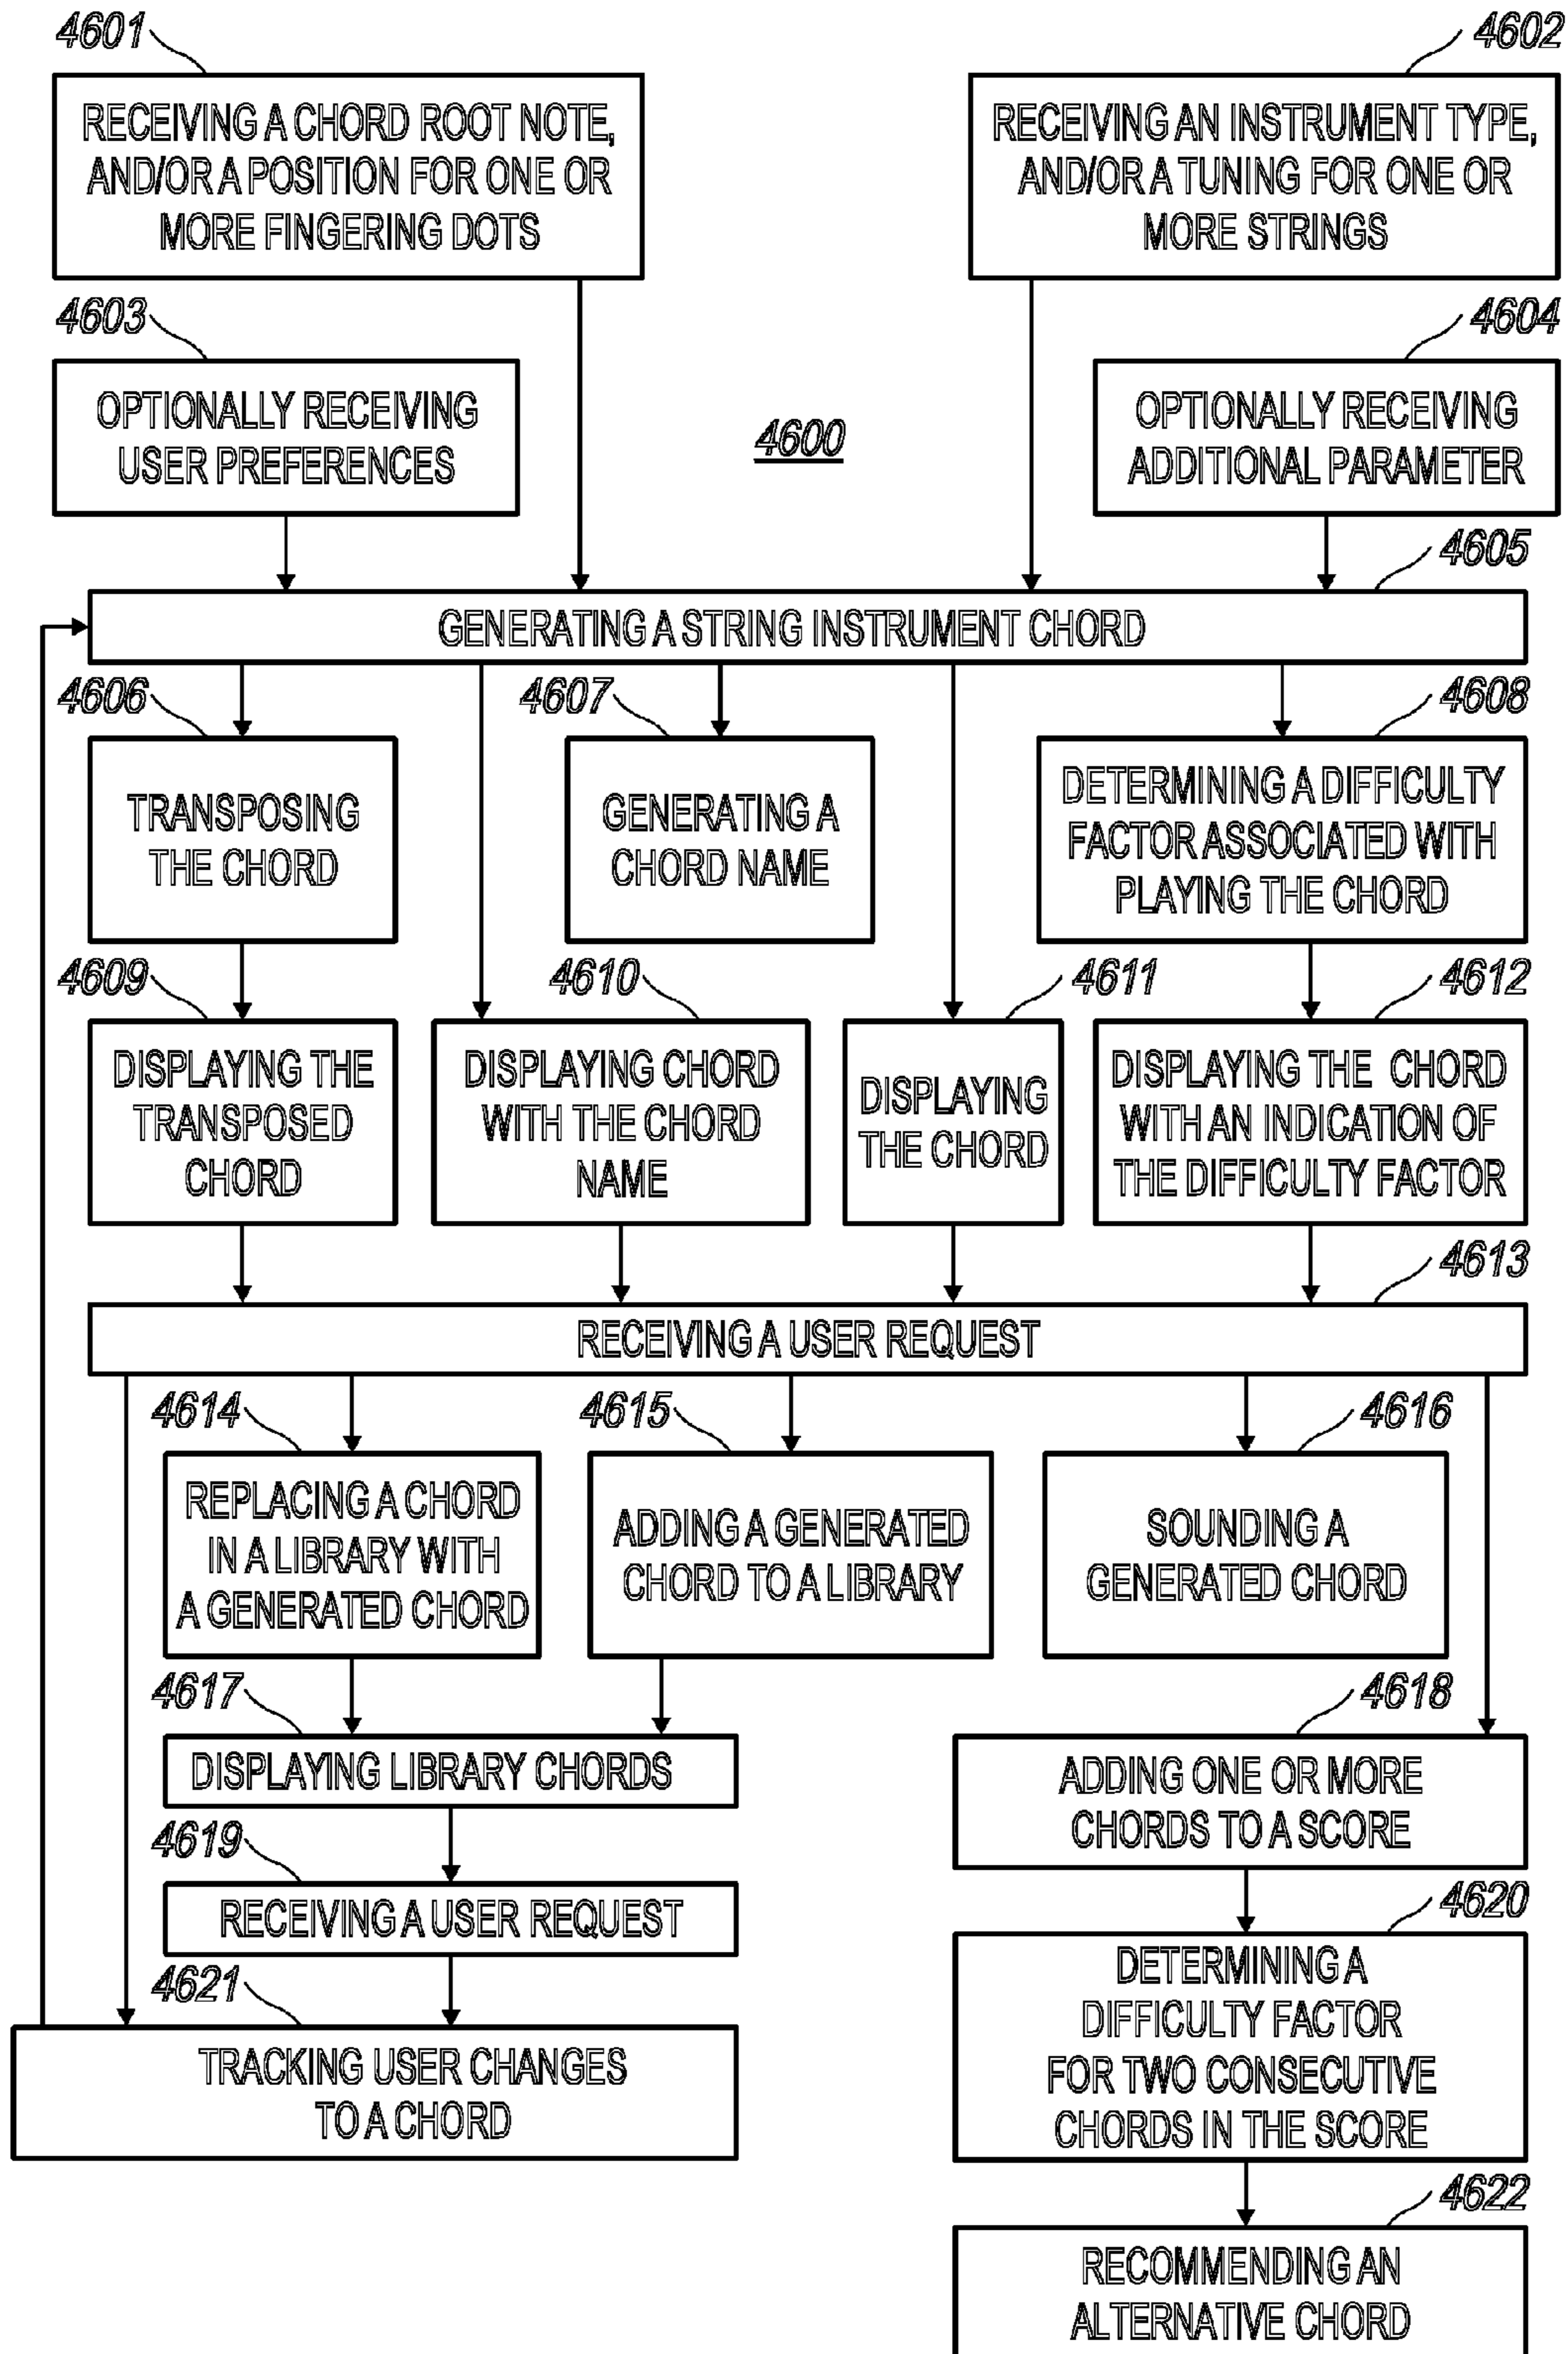 4601
4602
RECEIVING A CHORD ROOT NOTE,
AND/OR A POSITION FOR ONE OR
MORE FINGERING DOTS
RECEIVING AN INSTRUMENT TYPE,
AND/OR A TUNING FOR ONE OR
MORE STRINGS
4603
4604
OPTIONALLY RECEIVING
USER PREFERENCES
4600
OPTIONALLY RECEIVING
ADDITIONAL PARAMETER
4605
GENERATING A STRING INSTRUMENT CHORD
4606
4607
4608
TRANSPOSING
THE CHORD
GENERATING A
CHORD NAME
DETERMINING A DIFFICULTY
FACTOR ASSOCIATED WITH
PLAYING THE CHORD
4609
4610
4611
4612
DISPLAYING THE
TRANSPOSED
CHORD
DISPLAYING CHORD
WITH THE CHORD
NAME
DISPLAYING
THE CHORD
DISPLAYING THE CHORD
WITH AN INDICATION OF
THE DIFFICULTY FACTOR
4613
RECEIVING A USER REQUEST
4614
4615
4616
REPLACING A CHORD
IN A LIBRARY WITH
A GENERATED CHORD
ADDING A GENERATED
CHORD TO A LIBRARY
SOUNDING A
GENERATED CHORD
4617
4618
DISPLAYING LIBRARY CHORDS
ADDING ONE OR MORE
CHORDS TO A SCORE
4619
RECEIVING A USER REQUEST
4620
DETERMINING A
DIFFICULTY FACTOR
FOR TWO CONSECUTIVE
CHORDS IN THE SCORE
4621
TRACKING USER CHANGES
TO A CHORD
4622
RECOMMENDING AN
ALTERNATIVE CHORD